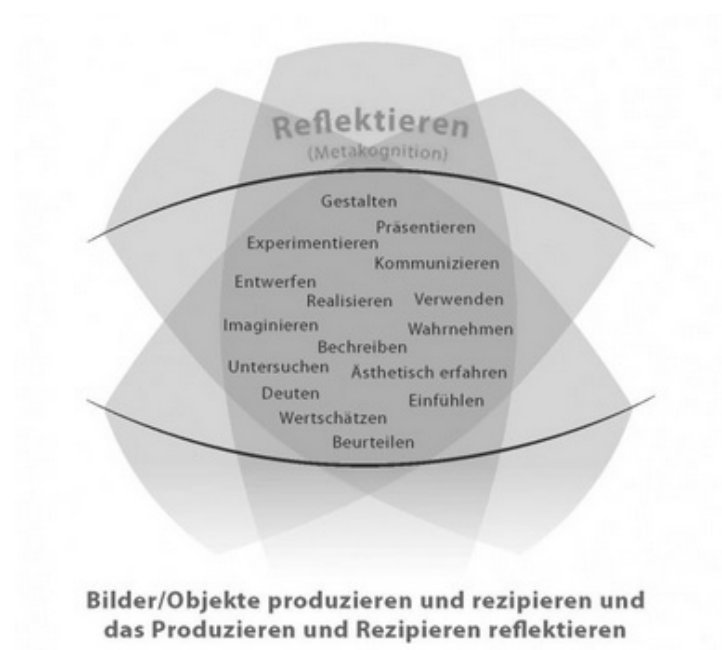 Reflektieren
(Metakognition)
Gestalten
Präsentieren
Experimentieren
Kommunizieren
Entwerfen
Realisieren
Verwenden
Imaginieren
Wahrnehmen
Bechreiben
Untersuchen
Ästhetisch erfahren
Deuten
Einfühlen
Wertschätzen
Beurteilen
Bilder/Objekte produzieren und rezipieren und
das Produzieren und Rezipieren reflektieren